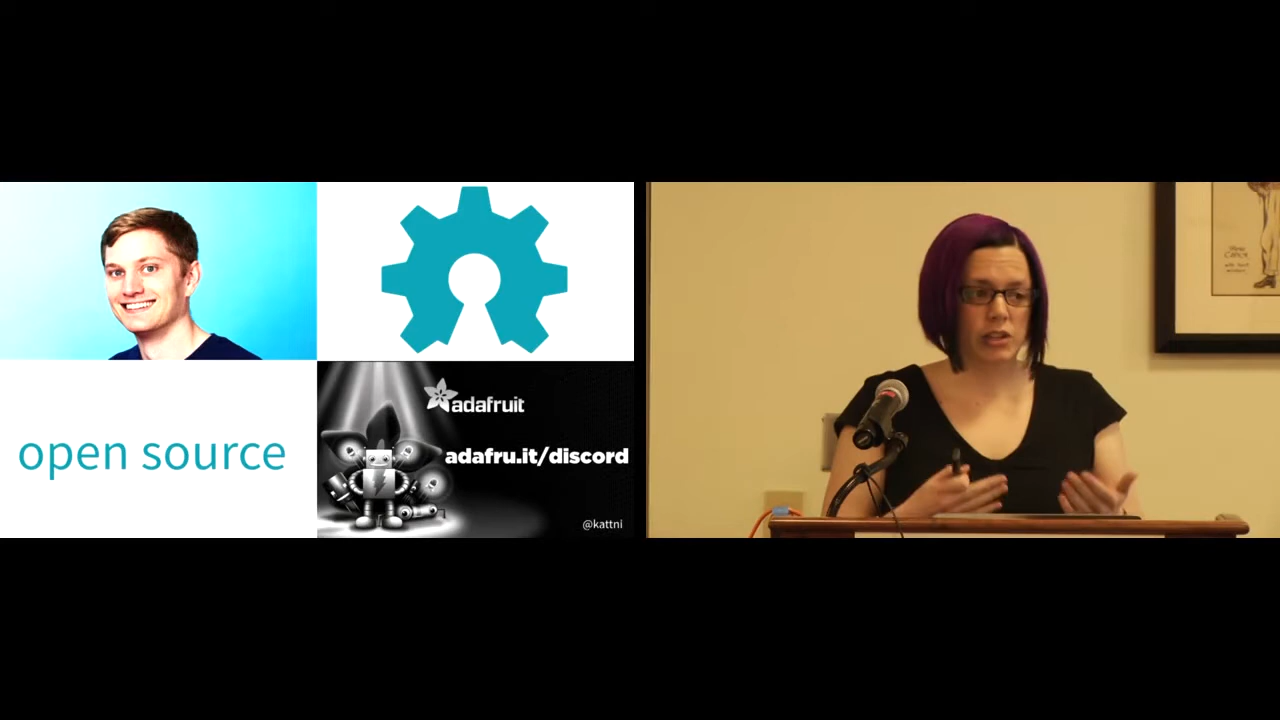 open source
adafruit
adafru.it/discord
@kattni